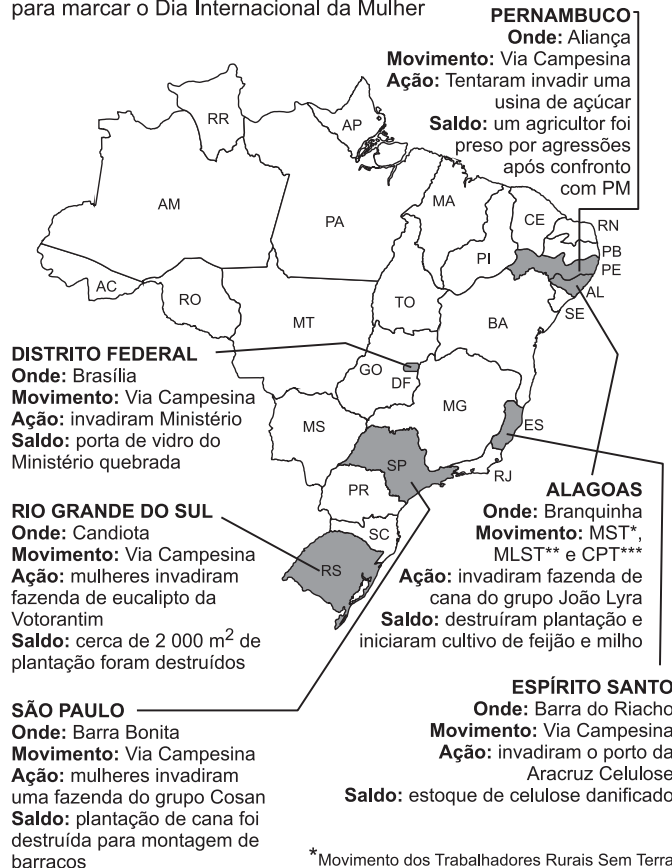 para marcar o Dia Internacional da Mulher
PERNAMBUCO
Onde: Aliança
Movimento: Via Campesina
Ação: Tentaram invadir uma
usina de açúcar
Saldo: um agricultor foi
preso por agressões
após confronto
com PM
RR
AP
AM
PA
MA
CE
RN
PB
PE
AL
SE
PI
AC
RO
TO
MT
BA
DISTRITO FEDERAL
Onde: Brasília
Movimento: Via Campesina
Ação: invadiram Ministério
Saldo: porta de vidro do
Ministério quebrada
GO
DF
MG
ES
MS
SP
RJ
PR
SC
RS
RIO GRANDE DO SUL
Onde: Candiota
Movimento: Via Campesina
Ação: mulheres invadiram
fazenda de eucalipto da
Votorantim
Saldo: cerca de 2 000 m² de
plantação foram destruídos
ALAGOAS
Onde: Branquinha
Movimento: MST*,
MLST** e CPT***
Ação: invadiram fazenda de
cana do grupo João Lyra
Saldo: destruíram plantação e
iniciaram cultivo de feijão e milho
SÃO PAULO
Onde: Barra Bonita
Movimento: Via Campesina
Ação: mulheres invadiram
uma fazenda do grupo Cosan
Saldo: plantação de cana foi
destruída para montagem de
barracos
ESPÍRITO SANTO
Onde: Barra do Riacho
Movimento: Via Campesina
Ação: invadiram o porto da
Aracruz Celulose
Saldo: estoque de celulose danificado
*Movimento dos Trabalhadores Rurais Sem Terra